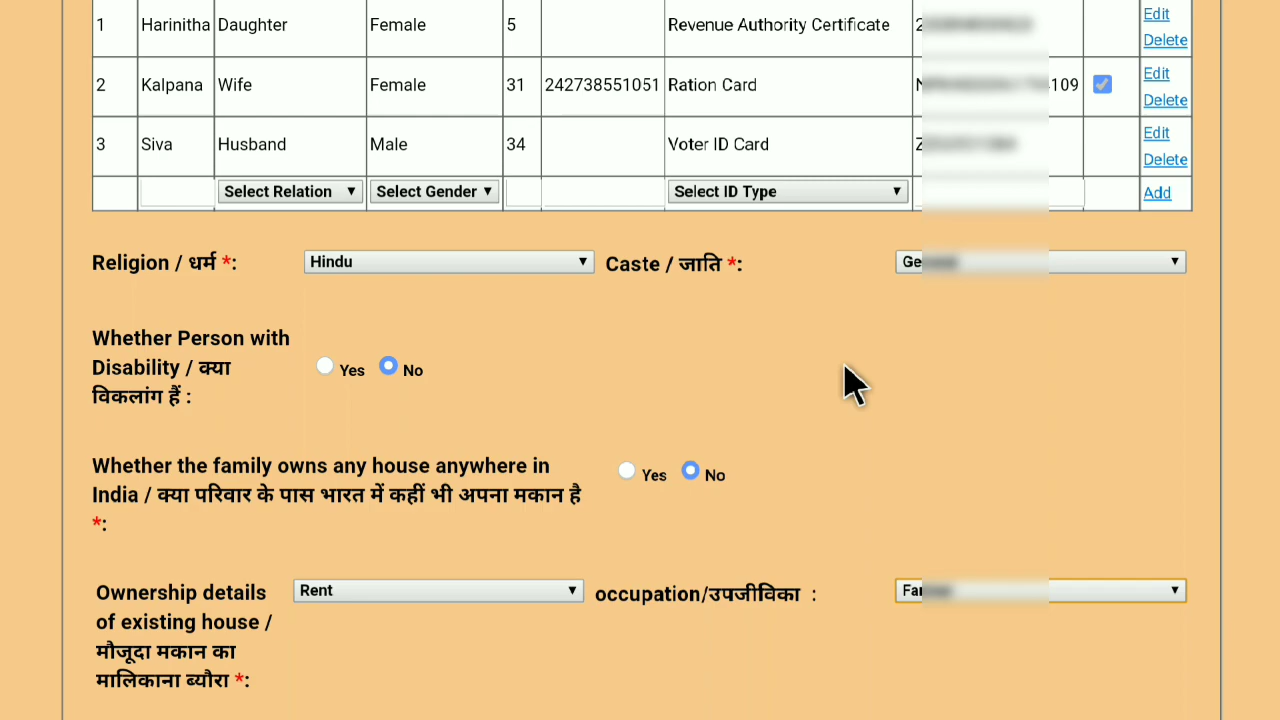 1 Harinitha Daughter Female 5 Revenue Authority Certificate 2 Edit
Delete
2 Kalpana Wife Female 31 242738551051 Ration Card 109 Edit
Delete
3 Siva Husband Male 34 Voter ID Card Z Edit
Delete
Select Relation ▼ Select Gender ▼ Select ID Type ▼ Add
Religion / धर्म *: Hindu ▼ Caste / जाति *: ▼
Whether Person with
Disability / क्या
विकलांग हैं :
Yes No
Whether the family owns any house anywhere in
India / क्या परिवार के पास भारत में कहीं भी अपना मकान है
*:
Yes No
Ownership details
of existing house /
मौजूदा मकान का
मालिकाना ब्यौरा *:
Rent ▼ occupation/उपजीविका : ▼